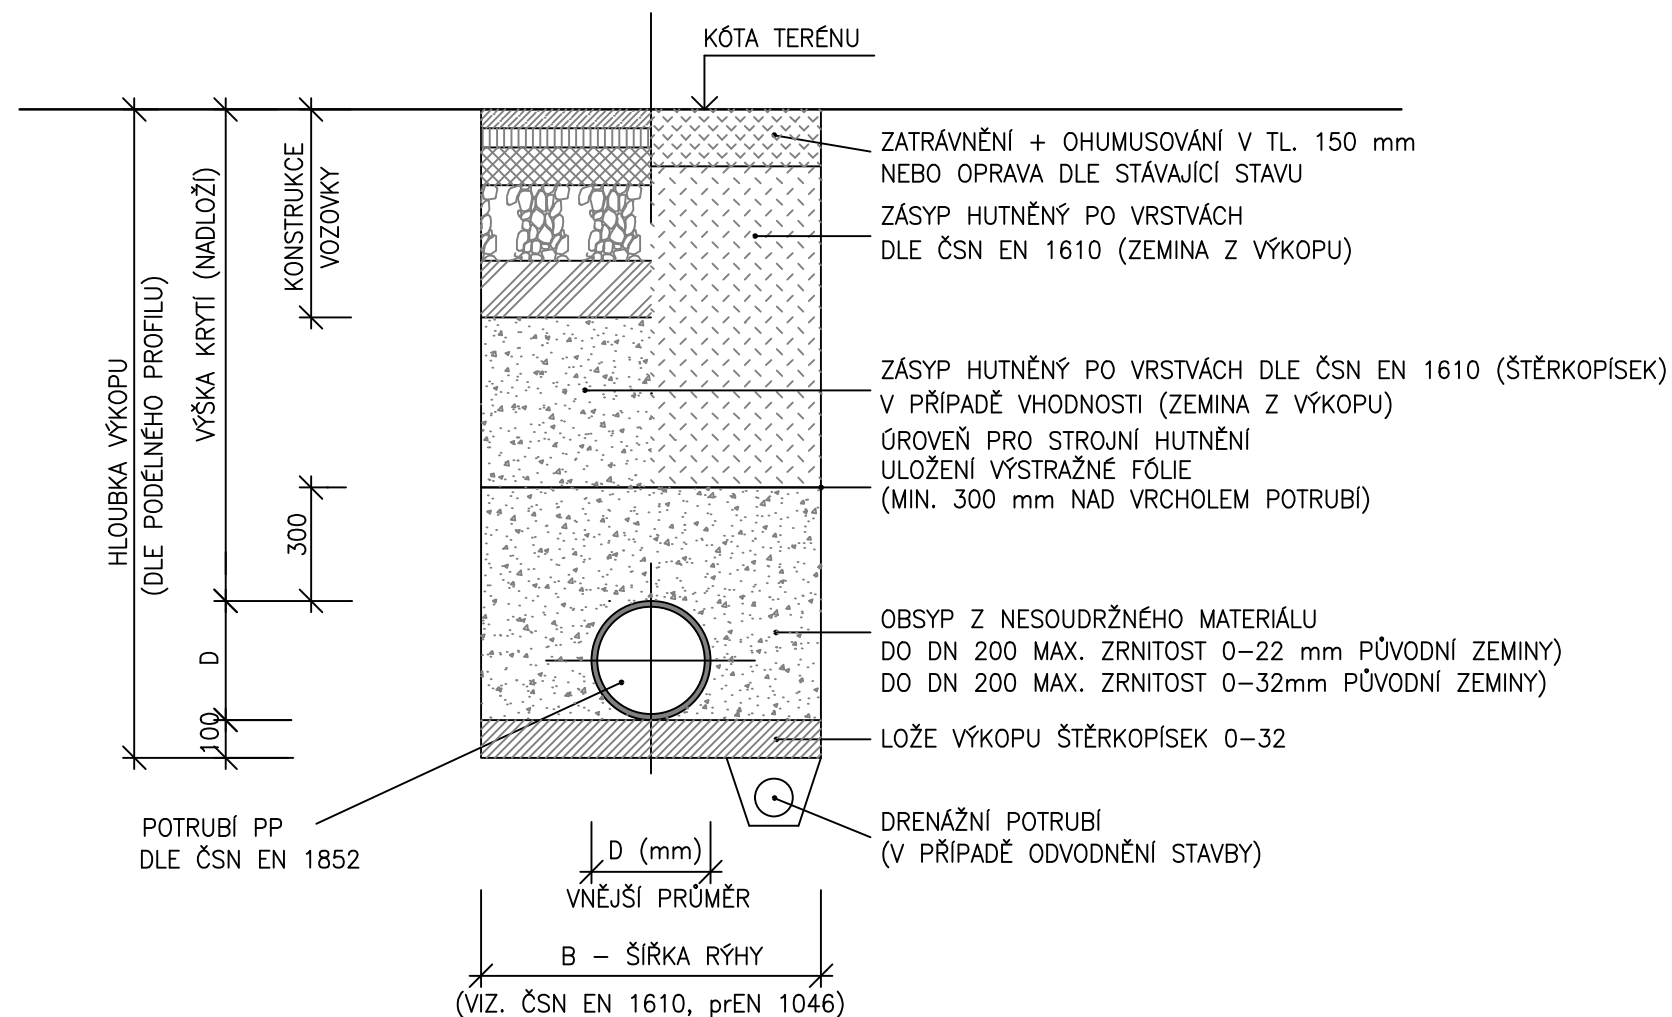 KÓTA TERÉNU
ZATRÁVNĚNÍ + OHUMUSOVÁNÍ V TL. 150 mm
NEBO OPRAVA DLE STÁVAJÍCÍ STAVU
ZÁSYP HUTNĚNÝ PO VRSTVÁCH
DLE ČSN EN 1610 (ZEMINA Z VÝKOPU)
KONSTRUKCE
VOZOVKY
VÝŠKA KRYTÍ (NADLOŽÍ)
HLOUBKA VÝKOPU
(DLE PODÉLNÉHO PROFILU)
ZÁSYP HUTNĚNÝ PO VRSTVÁCH DLE ČSN EN 1610 (ŠTĚRKOPÍSEK)
V PŘÍPADĚ VHODNOSTI (ZEMINA Z VÝKOPU)
ÚROVEŇ PRO STROJNÍ HUTNĚNÍ
ULOŽENÍ VÝSTRAŽNÉ FÓLIE
(MIN. 300 mm NAD VRCHOLEM POTRUBÍ)
300
D
100
OBSYP Z NESOUDRŽNÉHO MATERIÁLU
DO DN 200 MAX. ZRNITOST 0-22 mm PŮVODNÍ ZEMINY)
DO DN 200 MAX. ZRNITOST 0-32mm PŮVODNÍ ZEMINY)
LOŽE VÝKOPU ŠTĚRKOPÍSEK 0-32
POTRUBÍ PP
DLE ČSN EN 1852
DRENÁŽNÍ POTRUBÍ
(V PŘÍPADĚ ODVODNĚNÍ STAVBY)
D (mm)
VNĚJŠÍ PRŮMĚR
B - ŠÍŘKA RÝHY
(VIZ. ČSN EN 1610, prEN 1046)